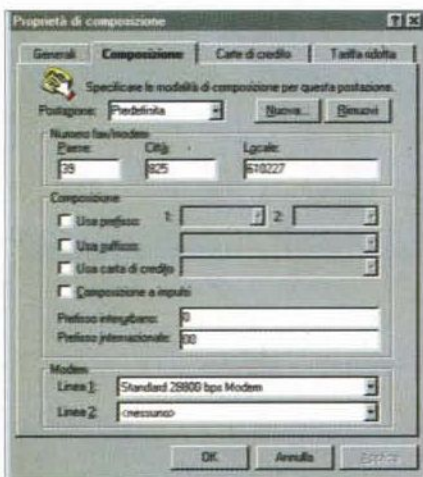 Proprietà di composizione
Generali Composizione Carte di credito Tariffa ridotta
Specificare le modalità di composizione per questa postazione.
Postazione: Predefinita Nuova... Rimuovi
Numero fax/modem
Paese: Città: Locale:
39 825 610227
Composizione
Usa prefisso: 1: 2:
Usa suffisso:
Usa carta di credito
Composizione a impulsi
Prefisso interurbano: 0
Prefisso internazionale: 00
Modem
Linea 1: Standard 28800 bps Modem
Linea 2: <nessuno>
OK Annulla